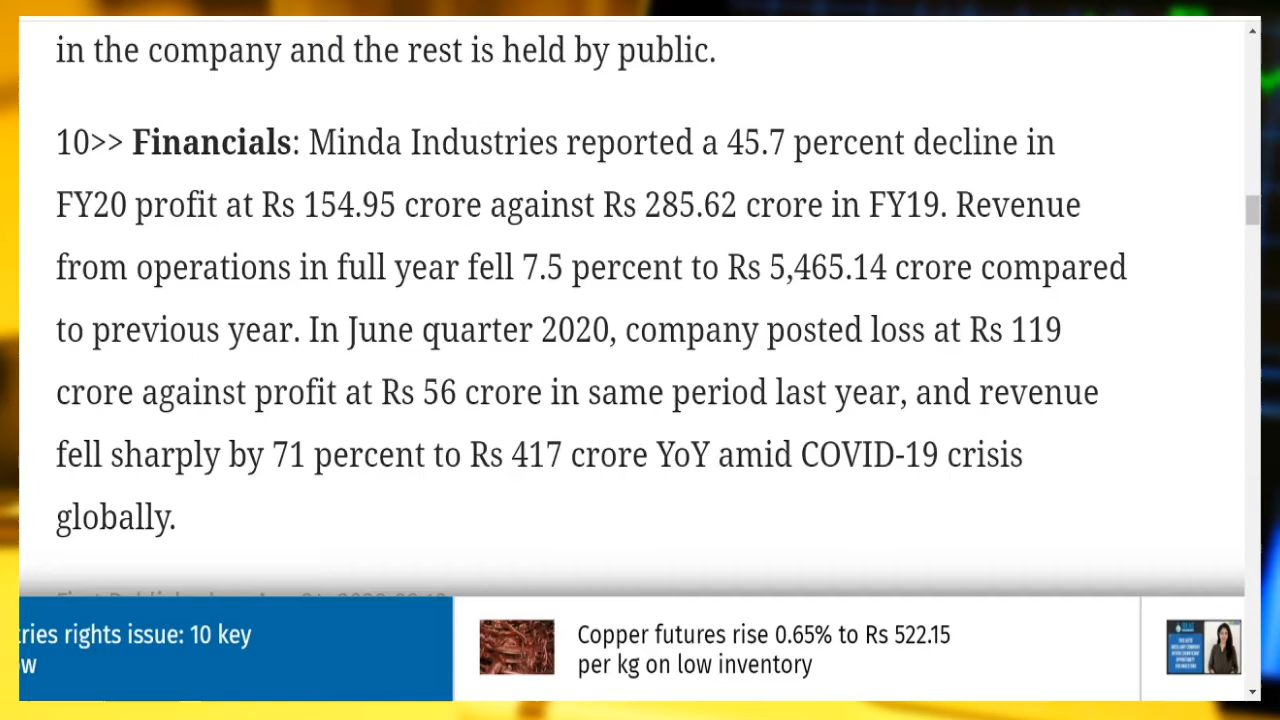 in the company and the rest is held by public.
10>> Financials: Minda Industries reported a 45.7 percent decline in
FY20 profit at Rs 154.95 crore against Rs 285.62 crore in FY19. Revenue
from operations in full year fell 7.5 percent to Rs 5,465.14 crore compared
to previous year. In June quarter 2020, company posted loss at Rs 119
crore against profit at Rs 56 crore in same period last year, and revenue
fell sharply by 71 percent to Rs 417 crore YoY amid COVID-19 crisis
globally.
ries rights issue: 10 key
w
Copper futures rise 0.65% to Rs 522.15
per kg on low inventory